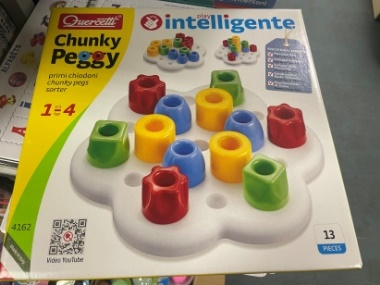 Quercetti
play
intelligente
Chunky
Peggy
primi chiodoni
chunky pegs
sorter
1-4
4162
Video YouTube
13
PIECES